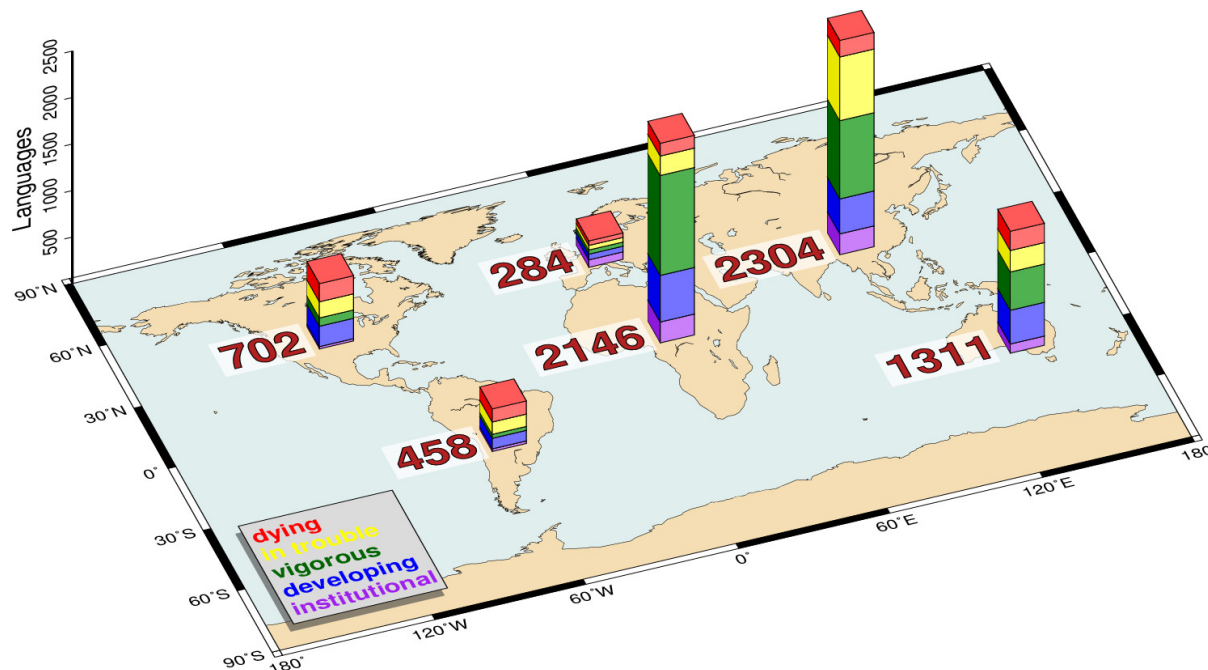 2500
2000
1500
1000
500
Languages
90˚N
60˚N
30˚N
0˚
30˚S
60˚S
90˚S
180˚
120˚W
60˚W
0˚
60˚E
120˚E
180˚
702
458
284
2146
2304
1311
dying
in trouble
vigorous
developing
institutional